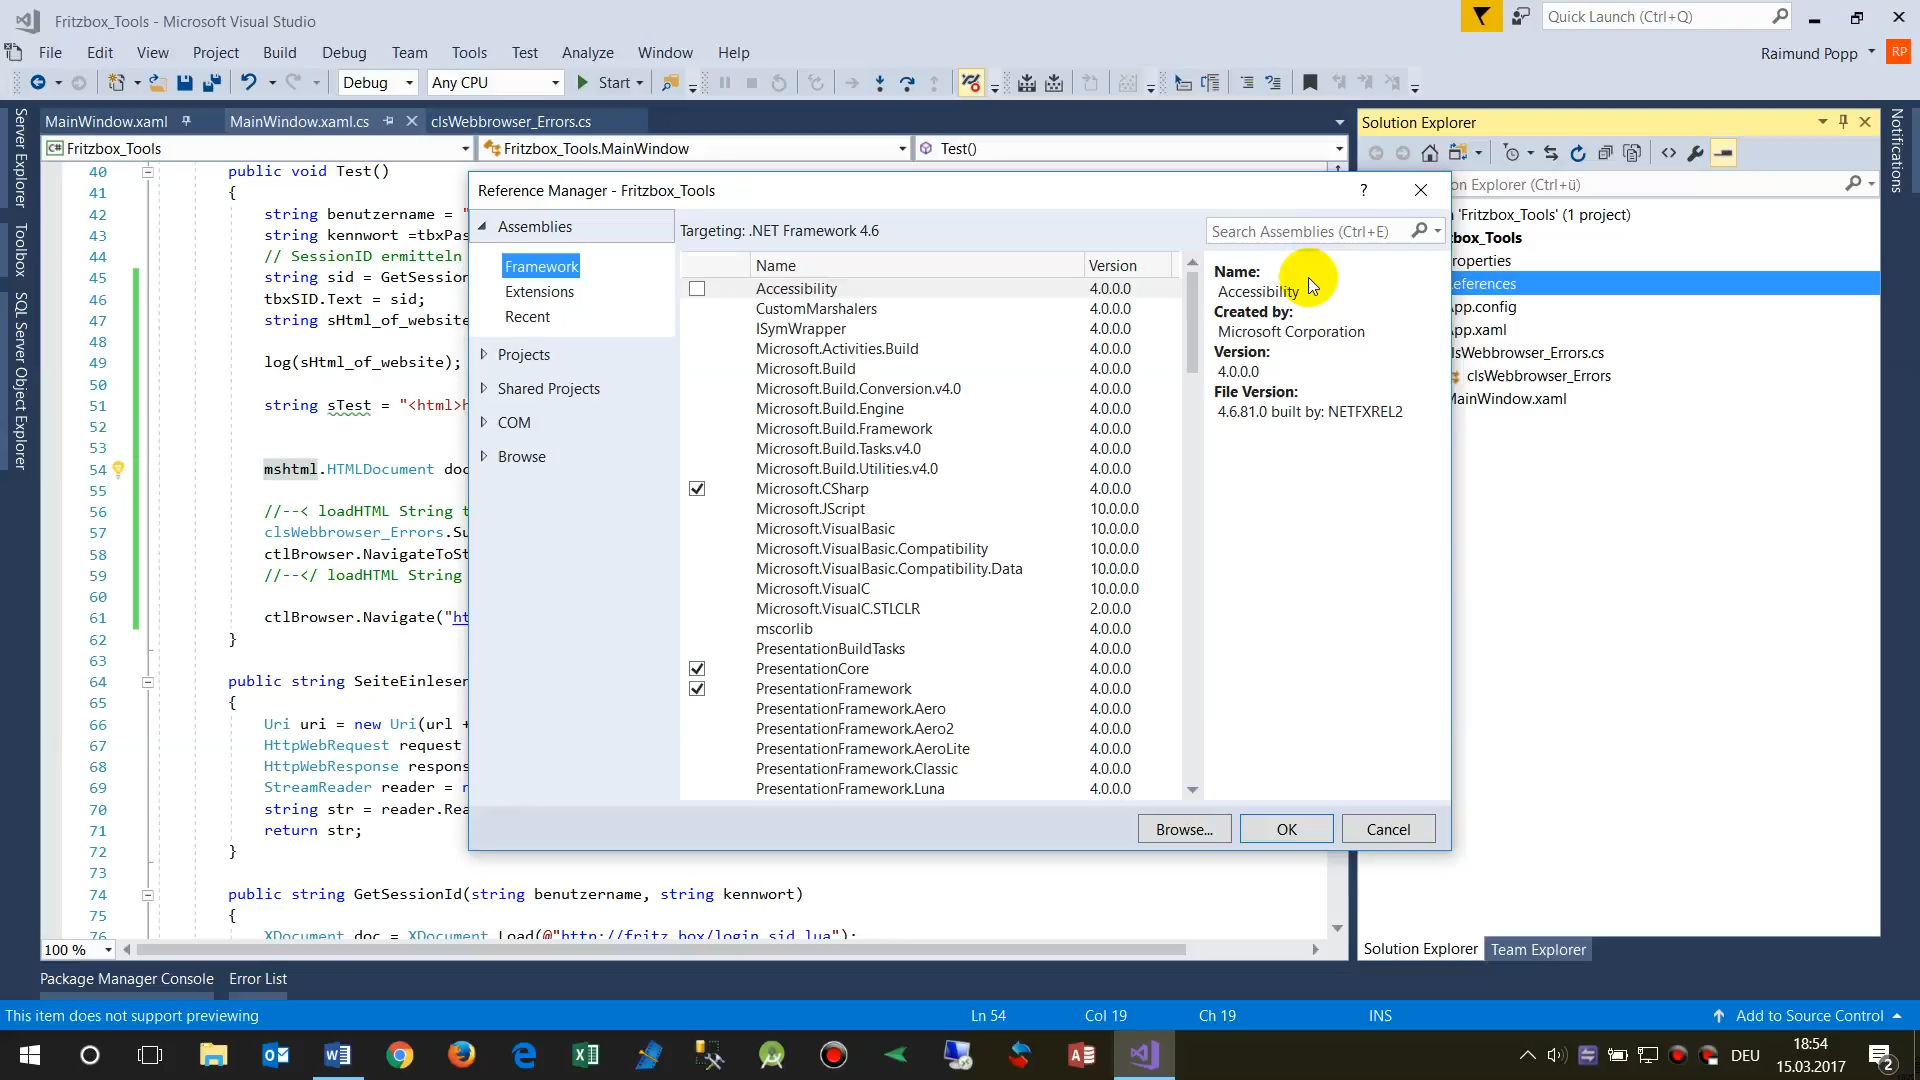 Fritzbox_Tools - Microsoft Visual Studio
Quick Launch (Ctrl+Q)
File Edit View Project Build Debug Team Tools Test Analyze Window Help
Raimund Popp RP
Debug Any CPU Start
MainWindow.xaml MainWindow.xaml.cs clsWebbrowser_Errors.cs
C# Fritzbox_Tools Fritzbox_Tools.MainWindow Test()
Server Explorer
Toolbox
SQL Server Object Explorer
Notifications
40 public void Test()
41 {
42 string benutzername = "
43 string kennwort =tbxPas
44 // SessionID ermitteln
45 string sid = GetSession
46 tbxSID.Text = sid;
47 string sHtml_of_website
48
49 log(sHtml_of_website);
50
51 string sTest = "<html>h
52
53
54 mshtml.HTMLDocument doc
55
56 //--< loadHTML String t
57 clsWebbrowser_Errors.Su
58 ctlBrowser.NavigateToSt
59 //--</ loadHTML String
60
61 ctlBrowser.Navigate("ht
62 }
63
64 public string SeiteEinlesen
65 {
66 Uri uri = new Uri(url +
67 HttpWebRequest request
68 HttpWebResponse respons
69 StreamReader reader = n
70 string str = reader.Rea
71 return str;
72 }
73
74 public string GetSessionId(string benutzername, string kennwort)
75 {
76 XDocument doc = XDocument.Load(@"http://fritz.box/login_sid.lua");
100 %
Reference Manager - Fritzbox_Tools ?
Assemblies
Framework
Extensions
Recent
Projects
Shared Projects
COM
Browse
Targeting: .NET Framework 4.6
Search Assemblies (Ctrl+E)
Name Version
Accessibility 4.0.0.0
CustomMarshalers 4.0.0.0
ISymWrapper 4.0.0.0
Microsoft.Activities.Build 4.0.0.0
Microsoft.Build 4.0.0.0
Microsoft.Build.Conversion.v4.0 4.0.0.0
Microsoft.Build.Engine 4.0.0.0
Microsoft.Build.Framework 4.0.0.0
Microsoft.Build.Tasks.v4.0 4.0.0.0
Microsoft.Build.Utilities.v4.0 4.0.0.0
Microsoft.CSharp 4.0.0.0
Microsoft.JScript 10.0.0.0
Microsoft.VisualBasic 10.0.0.0
Microsoft.VisualBasic.Compatibility 10.0.0.0
Microsoft.VisualBasic.Compatibility.Data 10.0.0.0
Microsoft.VisualC 10.0.0.0
Microsoft.VisualC.STLCLR 2.0.0.0
mscorlib 4.0.0.0
PresentationBuildTasks 4.0.0.0
PresentationCore 4.0.0.0
PresentationFramework 4.0.0.0
PresentationFramework.Aero 4.0.0.0
PresentationFramework.Aero2 4.0.0.0
PresentationFramework.AeroLite 4.0.0.0
PresentationFramework.Classic 4.0.0.0
PresentationFramework.Luna 4.0.0.0
Name:
Accessibility
Created by:
Microsoft Corporation
Version:
4.0.0.0
File Version:
4.6.81.0 built by: NETFXREL2
Browse... OK Cancel
Solution Explorer
on Explorer (Ctrl+ü)
n 'Fritzbox_Tools' (1 project)
zbox_Tools
roperties
eferences
pp.config
pp.xaml
lsWebbrowser_Errors.cs
clsWebbrowser_Errors
ainWindow.xaml
Solution Explorer Team Explorer
Package Manager Console Error List
This item does not support previewing Ln 54 Col 19 Ch 19 INS Add to Source Control
DEU
18:54
15.03.2017
2